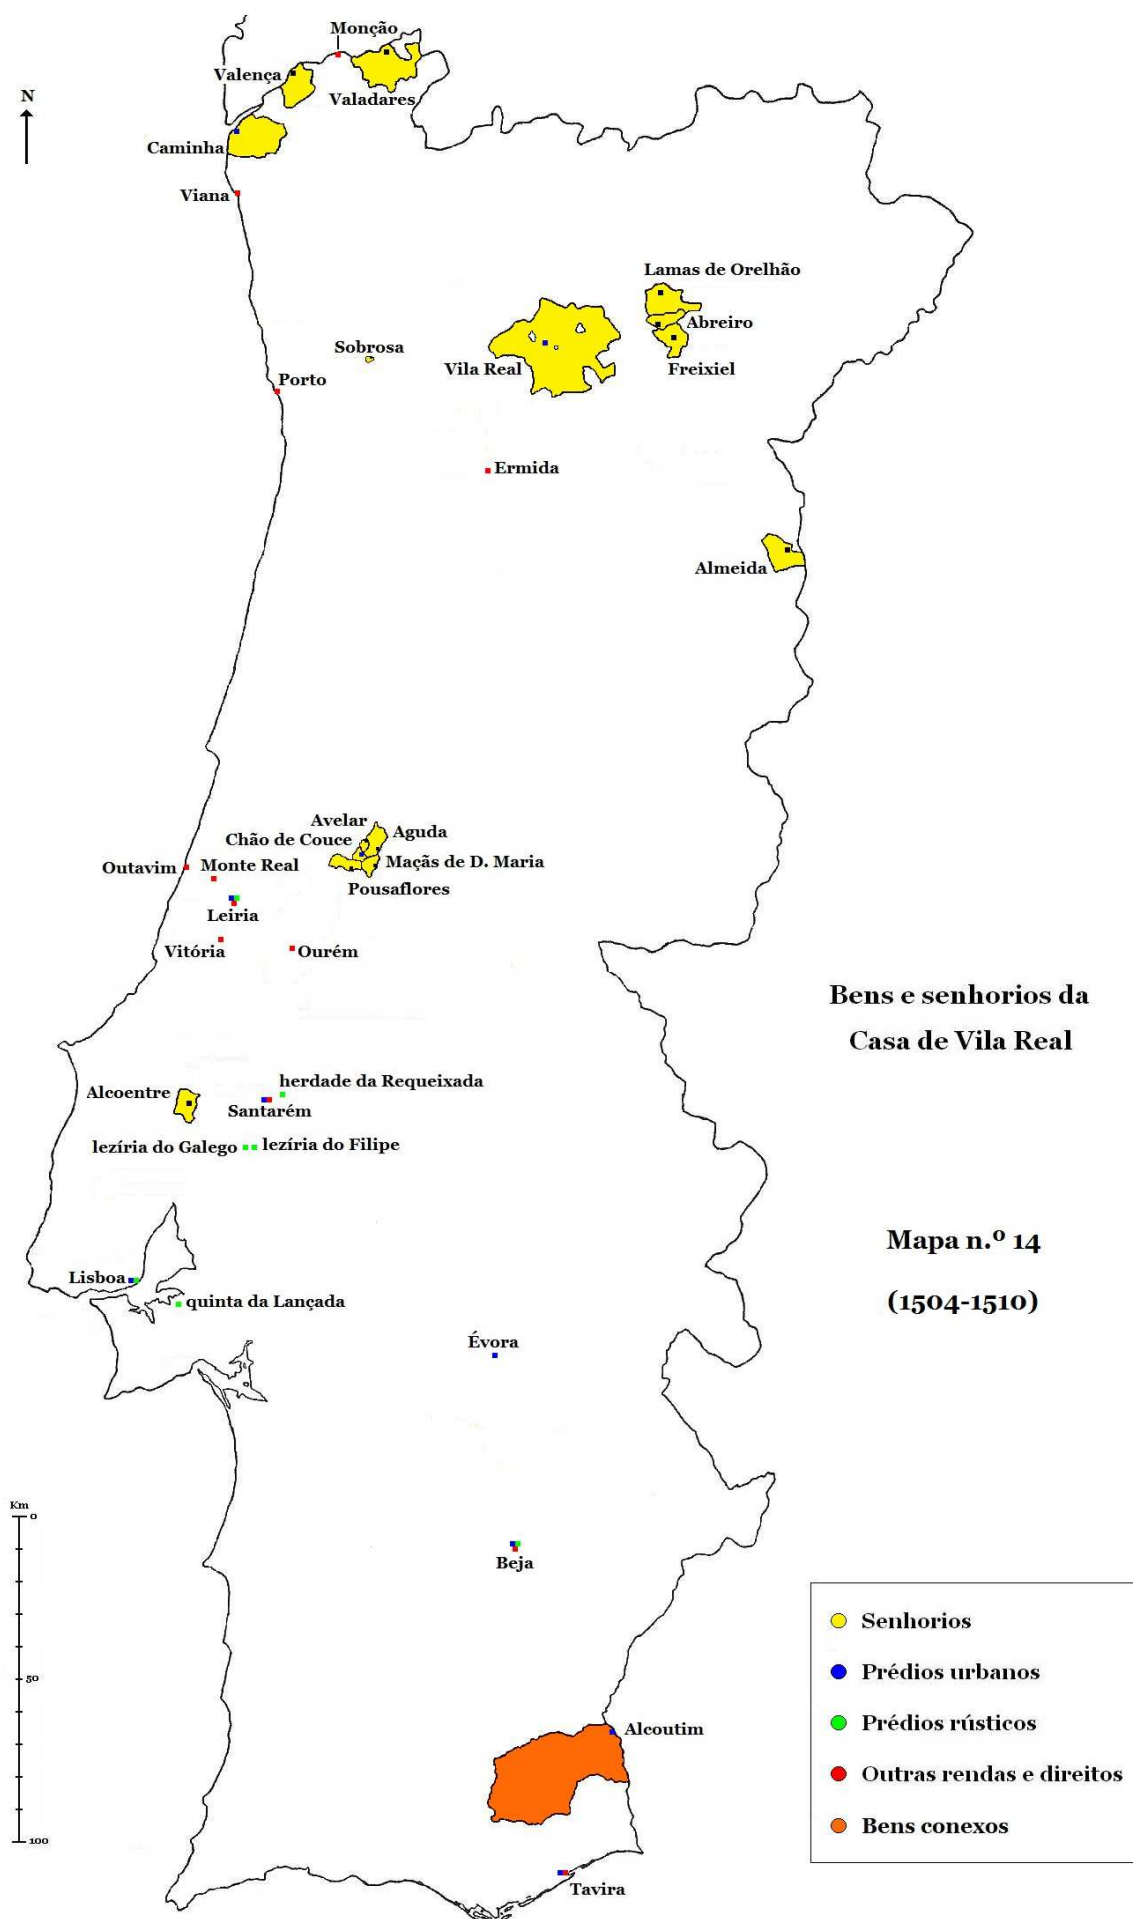 Monção
Valença
Valadares
N
Caminha
Viana
Lamas de Orelhão
Abreiro
Sobrosa
Vila Real
Freixiel
Porto
Ermida
Almeida
Avelar
Aguda
Chão de Couce
Outavim
Monte Real
Maçãs de D. Maria
Pousaflores
Leiria
Vitória
Ourém
Bens e senhorios da
Casa de Vila Real
herdade da Requeixada
Alcoentre
Santarém
lezíria do Galego
lezíria do Filipe
Mapa n.º 14
(1504-1510)
Lisboa
quinta da Lançada
Évora
Km
0
50
100
Beja
Alcoutim
Tavira
Senhorios
Prédios urbanos
Prédios rústicos
Outras rendas e direitos
Bens conexos